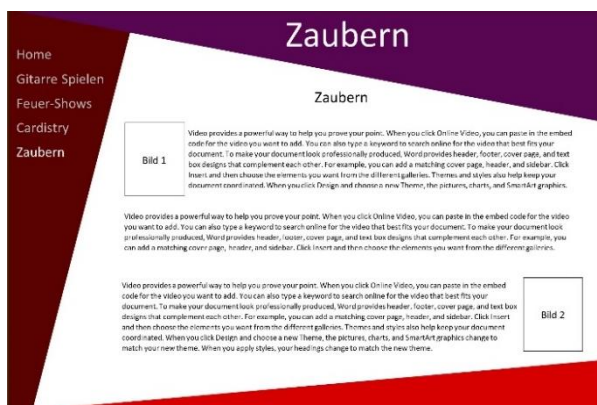 Zaubern
Home
Gitarre Spielen
Feuer-Shows
Cardistry
Zaubern
Zaubern
Bild 1
Video provides a powerful way to help you prove your point. When you click Online Video, you can paste in the embed
code for the video you want to add. You can also type a keyword to search online for the video that best fits your
document. To make your document look professionally produced, Word provides header, footer, cover page, and text
box designs that complement each other. For example, you can add a matching cover page, header, and sidebar. Click
Insert and then choose the elements you want from the different galleries. Themes and styles also help keep your
document coordinated. When you click Design and choose a new Theme, the pictures, charts, and SmartArt graphics.
Video provides a powerful way to help you prove your point. When you click Online Video, you can paste in the embed code for the video
you want to add. You can also type a keyword to search online for the video that best fits your document. To make your document look
professionally produced, Word provides header, footer, cover page, and text box designs that complement each other. For example, you
can add a matching cover page, header, and sidebar. Click Insert and then choose the elements you want from the different galleries.
Video provides a powerful way to help you prove your point. When you click Online Video, you can paste in the embed
code for the video you want to add. You can also type a keyword to search online for the video that best fits your
document. To make your document look professionally produced, Word provides header, footer, cover page, and text box
designs that complement each other. For example, you can add a matching cover page, header, and sidebar. Click Insert
and then choose the elements you want from the different galleries. Themes and styles also help keep your document
coordinated. When you click Design and choose a new Theme, the pictures, charts, and SmartArt graphics change to
match your new theme. When you apply styles, your headings change to match the new theme.
Bild 2